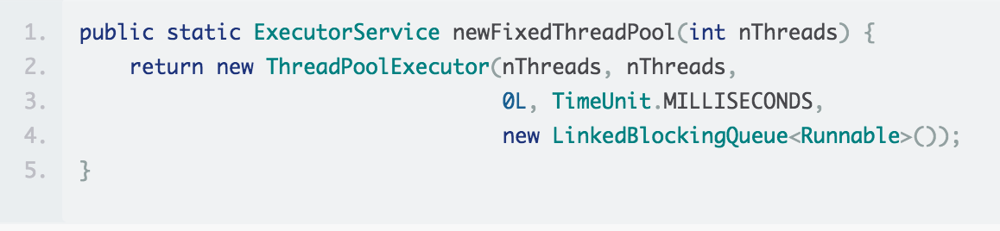 1. public static ExecutorService newFixedThreadPool(int nThreads) {
2.     return new ThreadPoolExecutor(nThreads, nThreads,
3.                                   0L, TimeUnit.MILLISECONDS,
4.                                   new LinkedBlockingQueue<Runnable>());
5. }